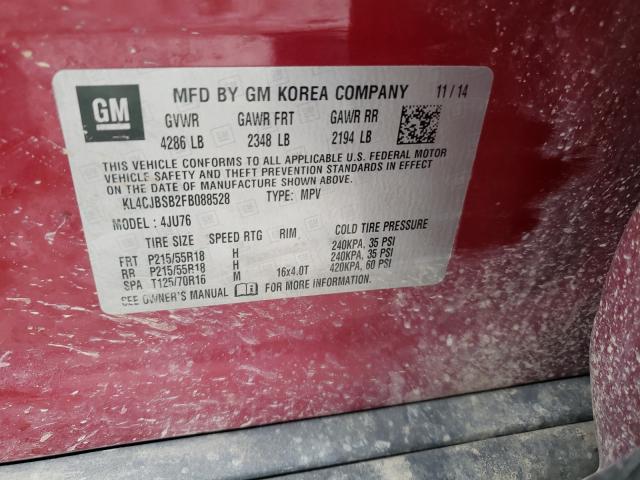 GM
MFD BY GM KOREA COMPANY 11/14
GVWR GAWR FRT GAWR RR
4286 LB 2348 LB 2194 LB
THIS VEHICLE CONFORMS TO ALL APPLICABLE U.S. FEDERAL MOTOR
VEHICLE SAFETY AND THEFT PREVENTION STANDARDS IN EFFECT
ON THE DATE OF MANUFACTURE SHOWN ABOVE.
KL4CJBSB2FB088528 TYPE: MPV
MODEL: 4JU76
TIRE SIZE SPEED RTG RIM COLD TIRE PRESSURE
FRT P215/55R18 H 240KPA, 35 PSI
RR P215/55R18 H 240KPA, 35 PSI
SPA T125/70R16 M 16x4.0T 420KPA, 60 PSI
SEE OWNER'S MANUAL FOR MORE INFORMATION.